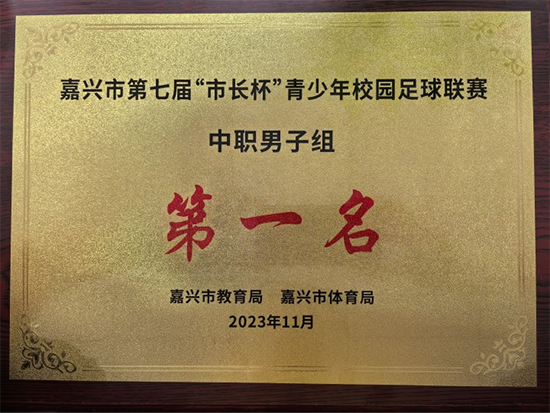 嘉兴市第七届“市长杯”青少年校园足球联赛
中职男子组
第一名
嘉兴市教育局 嘉兴市体育局
2023年11月